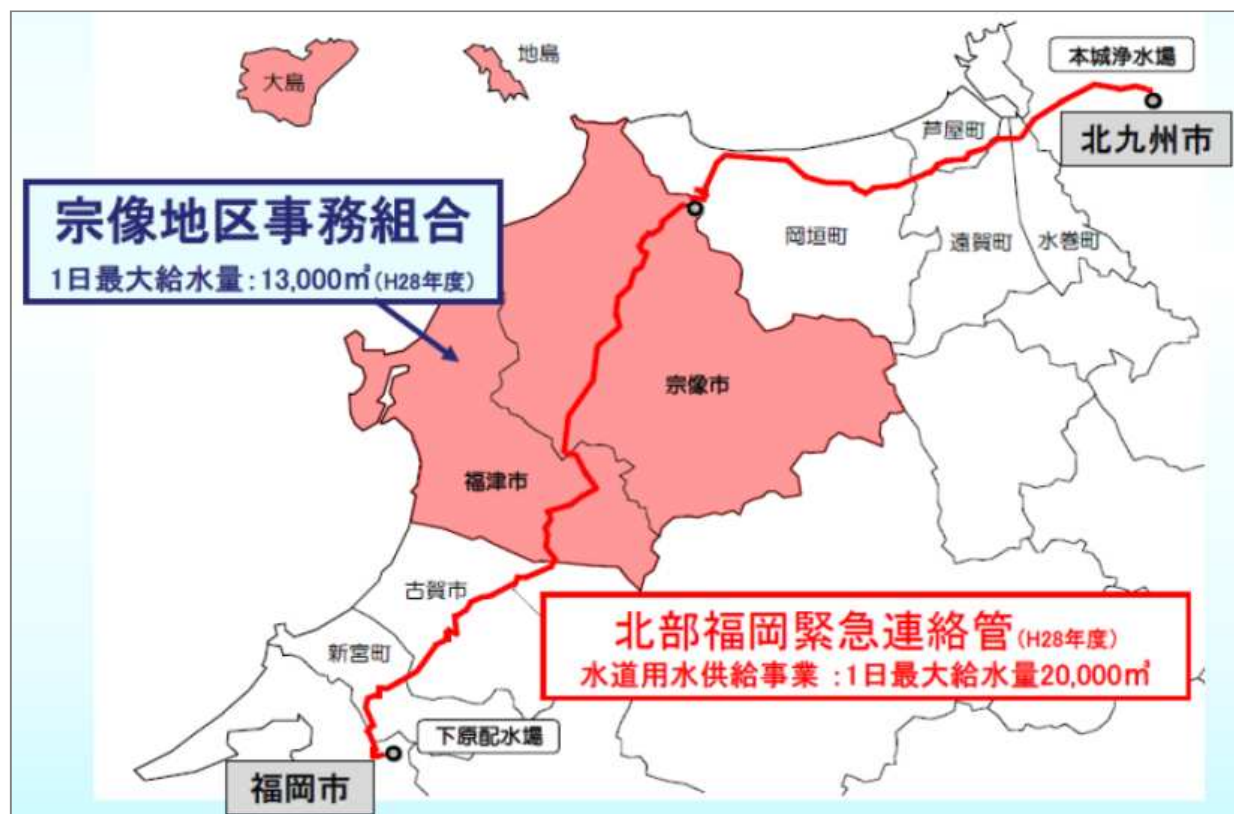 大島
地島
本城浄水場
北九州市
芦屋町
宗像地区事務組合
1日最大給水量：13,000㎥(H28年度)
岡垣町
遠賀町
水巻町
宗像市
福津市
古賀市
北部福岡緊急連絡管(H28年度)
水道用水供給事業：1日最大給水量20,000㎥
新宮町
下原配水場
福岡市